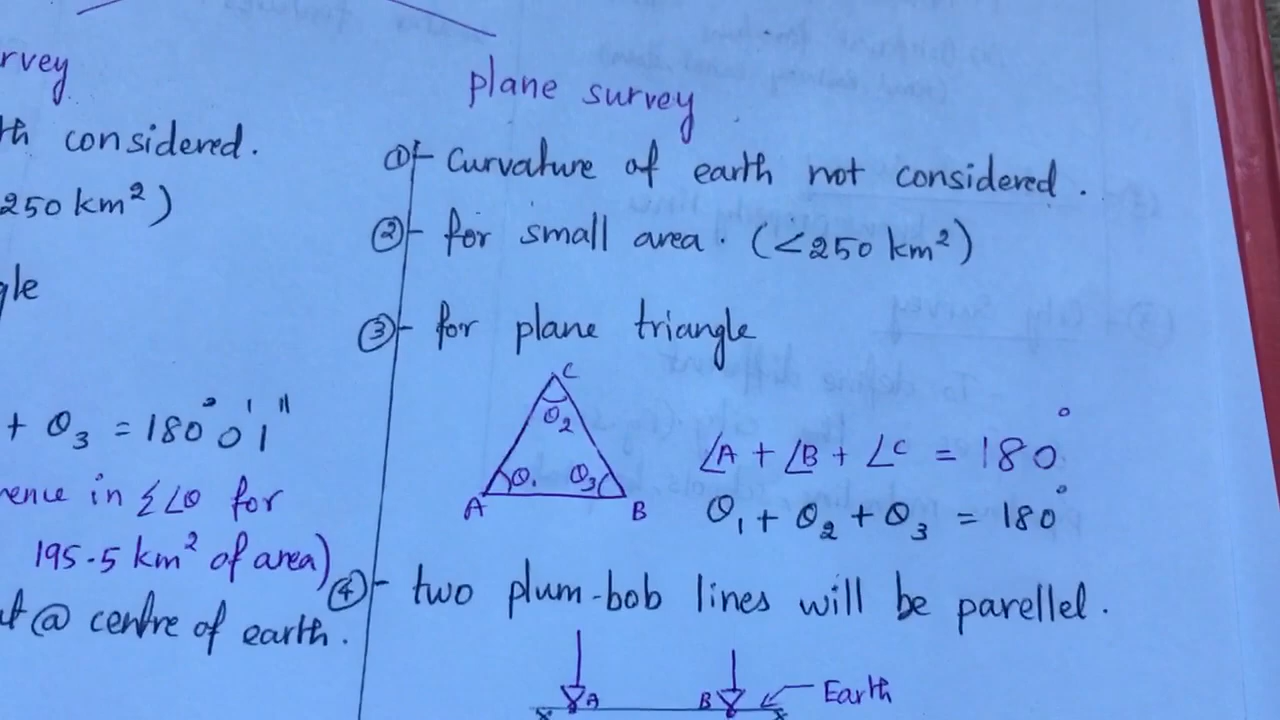 rvey
th considered.
250 km²)
gle
+ θ₃ = 180° 0' 1"
ence in ΣLθ for
195.5 km² of area)
t @ centre of earth.
plane survey
①- Curvature of earth not considered.
②- for small area. (<250 km²)
③- for plane triangle
C
θ₂
θ₁ θ₃
A B
∠A + ∠B + ∠C = 180°
θ₁ + θ₂ + θ₃ = 180°
④- two plum-bob lines will be parellel.
A B Earth